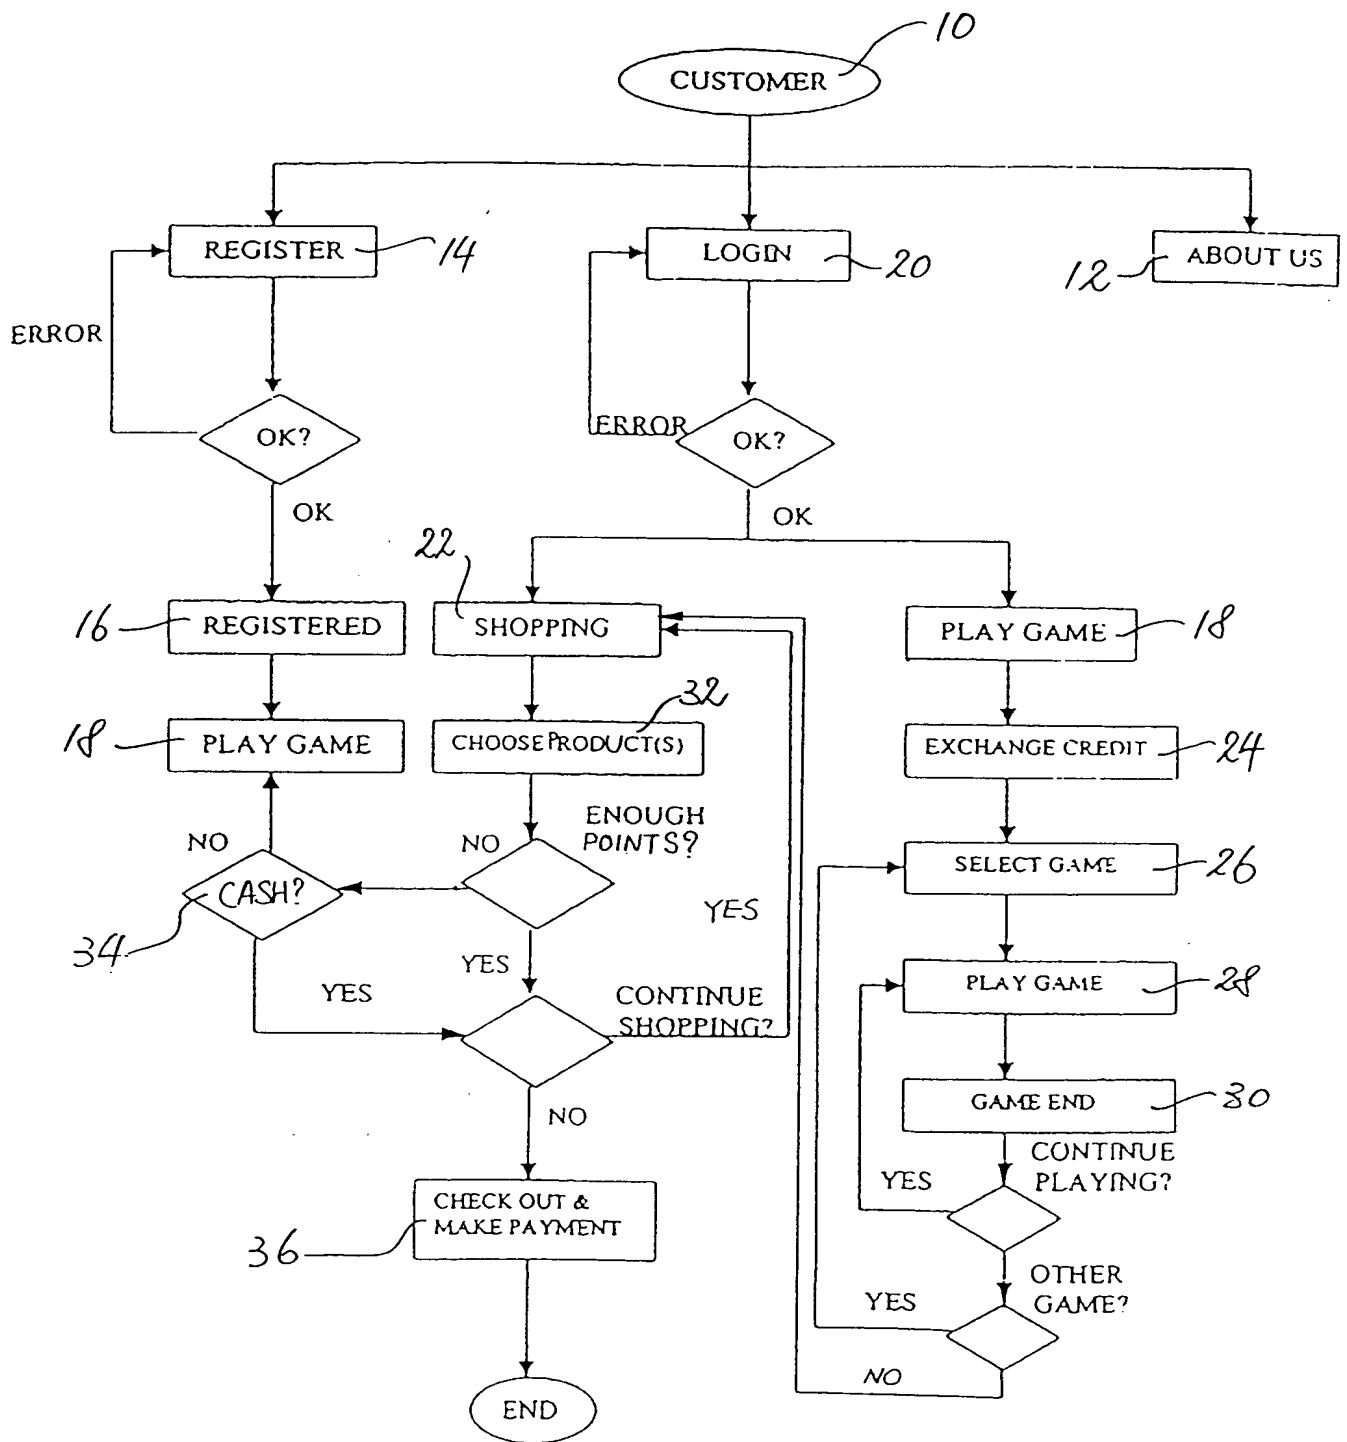 10
CUSTOMER
REGISTER
14
LOGIN
20
12
ABOUT US
ERROR
OK?
ERROR
OK?
OK
OK
22
16
REGISTERED
SHOPPING
PLAY GAME
18
32
18
PLAY GAME
CHOOSE PRODUCT(S)
EXCHANGE CREDIT
24
NO
NO
ENOUGH
POINTS?
SELECT GAME
26
CASH?
34
YES
YES
YES
PLAY GAME
28
CONTINUE
SHOPPING?
GAME END
30
NO
CONTINUE
PLAYING?
YES
CHECK OUT &
MAKE PAYMENT
36
YES
OTHER
GAME?
NO
END